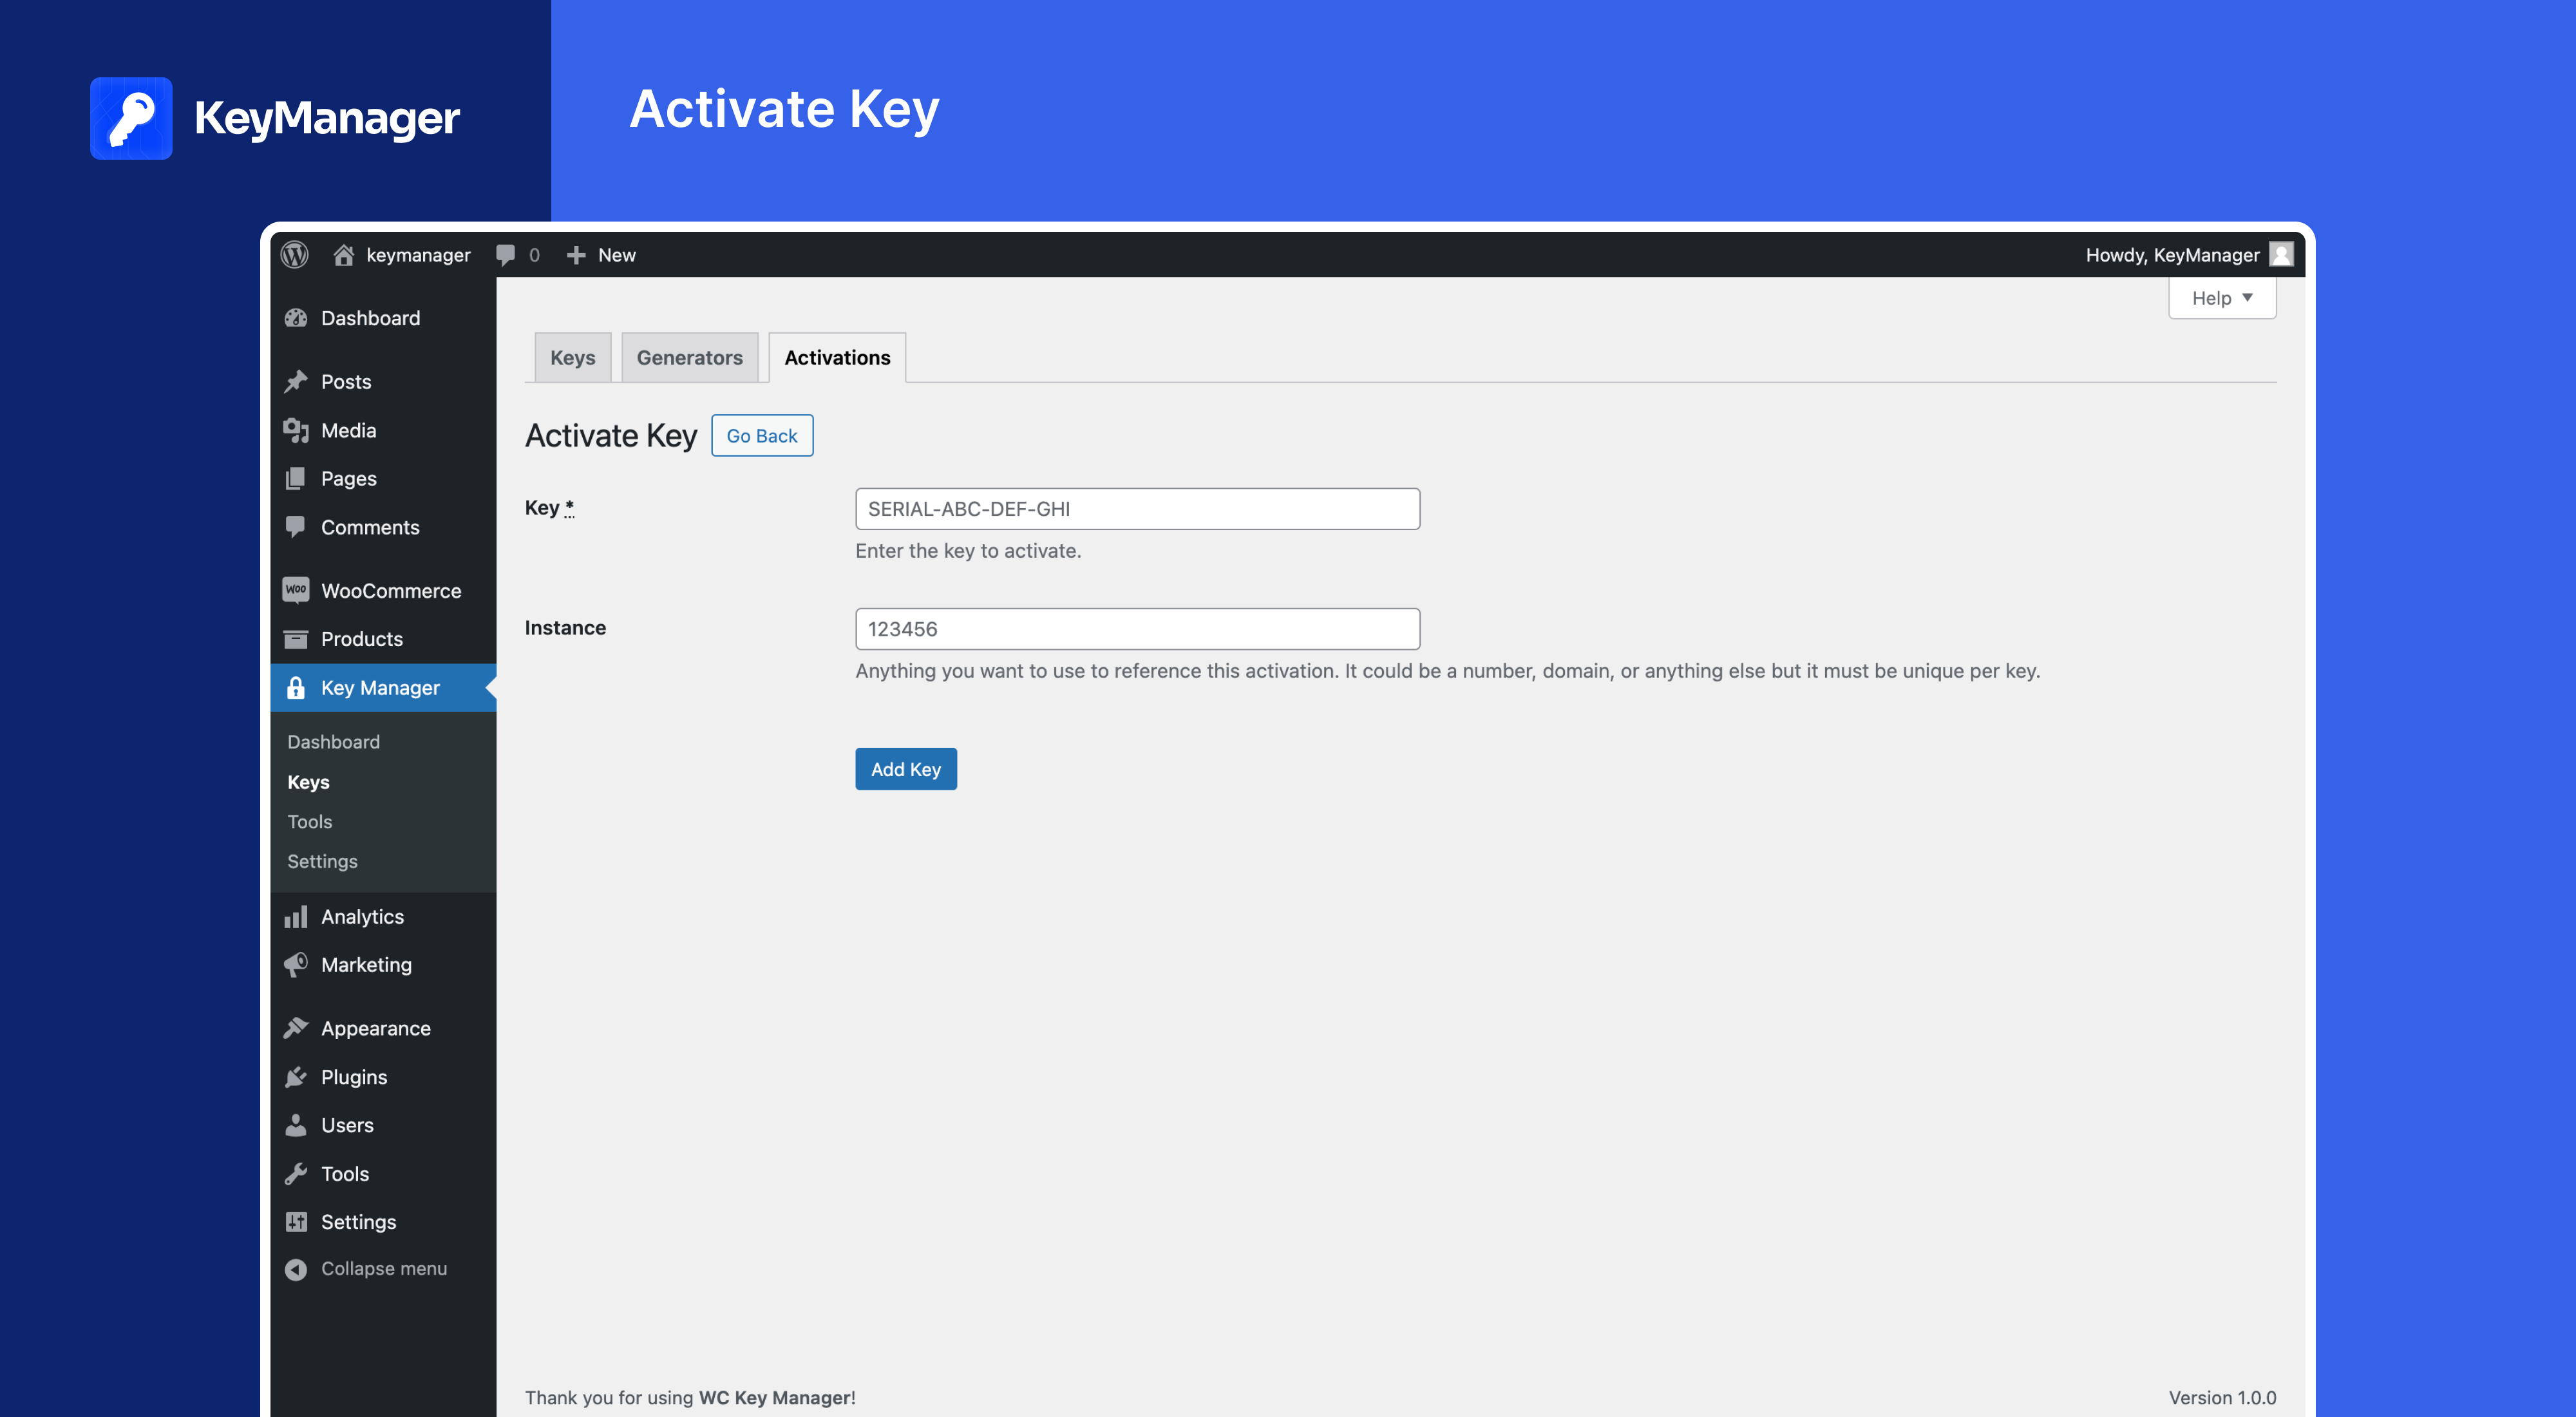 KeyManager
Activate Key
keymanager
0
New
Howdy, KeyManager
Help
Dashboard
Posts
Media
Pages
Comments
Woo
WooCommerce
Products
Key Manager
Dashboard
Keys
Tools
Settings
Analytics
Marketing
Appearance
Plugins
Users
Tools
Settings
Collapse menu
Keys
Generators
Activations
Activate Key
Go Back
Key *
SERIAL-ABC-DEF-GHI
Enter the key to activate.
Instance
123456
Anything you want to use to reference this activation. It could be a number, domain, or anything else but it must be unique per key.
Add Key
Thank you for using WC Key Manager!
Version 1.0.0